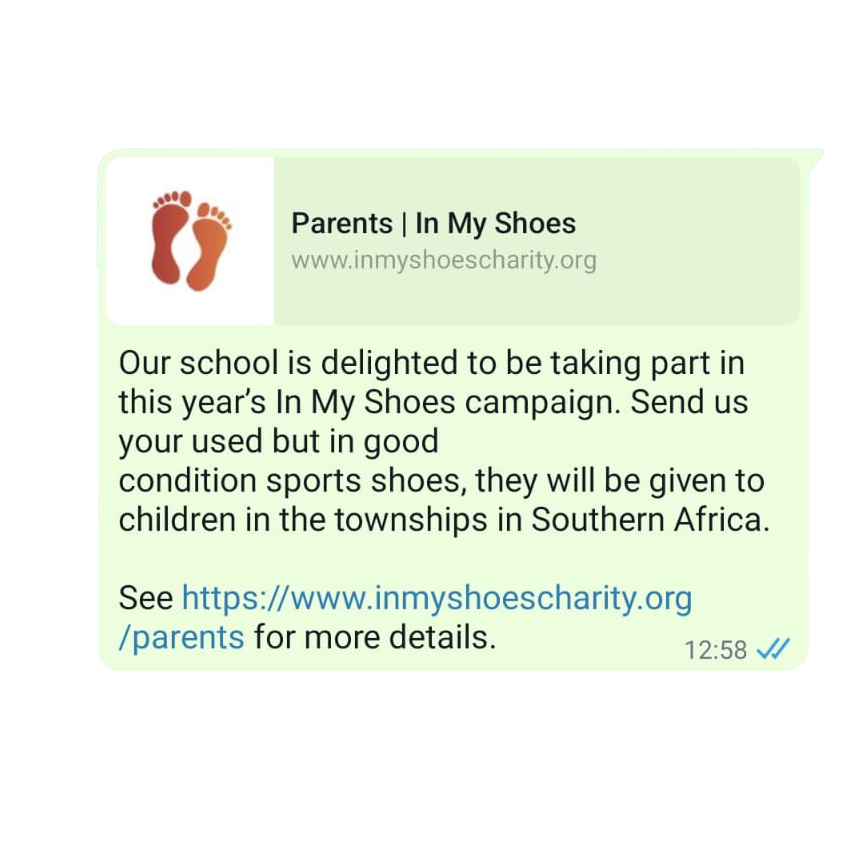 Parents | In My Shoes
www.inmyshoescharity.org
Our school is delighted to be taking part in
this year’s In My Shoes campaign. Send us
your used but in good
condition sports shoes, they will be given to
children in the townships in Southern Africa.
See https://www.inmyshoescharity.org
/parents for more details.
12:58